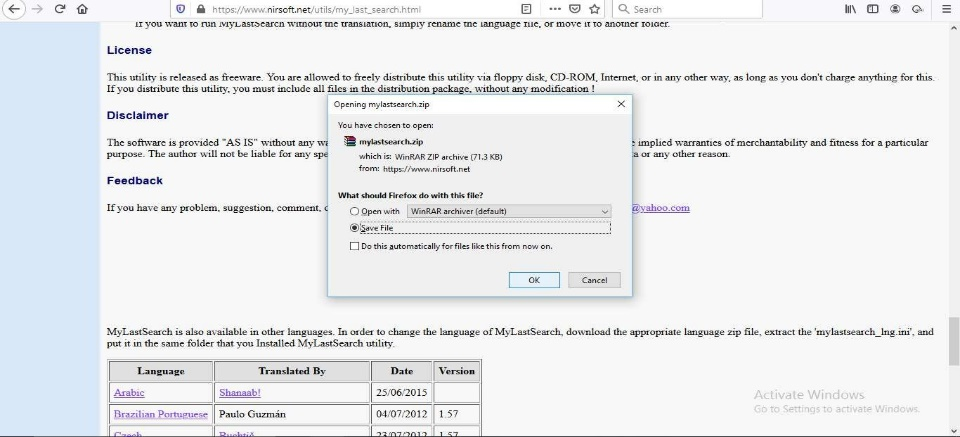 https://www.nirsoft.net/utils/my_last_search.html
Search
If you want to run MyLastSearch without the translation, simply rename the language file, or move it to another folder.
License
This utility is released as freeware. You are allowed to freely distribute this utility via floppy disk, CD-ROM, Internet, or in any other way, as long as you don't charge anything for this.
If you distribute this utility, you must include all files in the distribution package, without any modification !
Disclaimer
The software is provided "AS IS" without any
implied warranties of merchantability and fitness for a particular
purpose. The author will not be liable for any
or any other reason.
Feedback
If you have any problem, suggestion, comment,
@yahoo.com
Opening mylastsearch.zip
You have chosen to open:
mylastsearch.zip
which is: WinRAR ZIP archive (71.3 KB)
from: https://www.nirsoft.net
What should Firefox do with this file?
Open with WinRAR archiver (default)
Save File
Do this automatically for files like this from now on.
OK Cancel
MyLastSearch is also available in other languages. In order to change the language of MyLastSearch, download the appropriate language zip file, extract the 'mylastsearch_lng.ini', and
put it in the same folder that you Installed MyLastSearch utility.
Language Translated By Date Version
Arabic Shanaab! 25/06/2015
Brazilian Portuguese Paulo Guzmán 04/07/2012 1.57
Czech 23/07/2012 1.57
Activate Windows
Go to Settings to activate Windows.